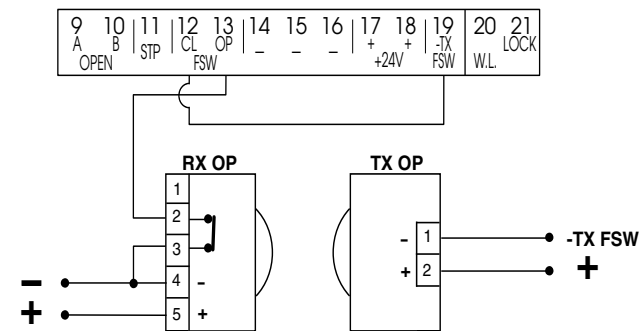 9 10 11 12 13 14 15 16 17 18 19 20 21
A B STP CL OP _ _ _ + + -TX LOCK
OPEN FSW +24V FSW W.L.
RX OP TX OP
1
2
3
4 -
5 +
- 1
+ 2
-TX FSW
+
-
+